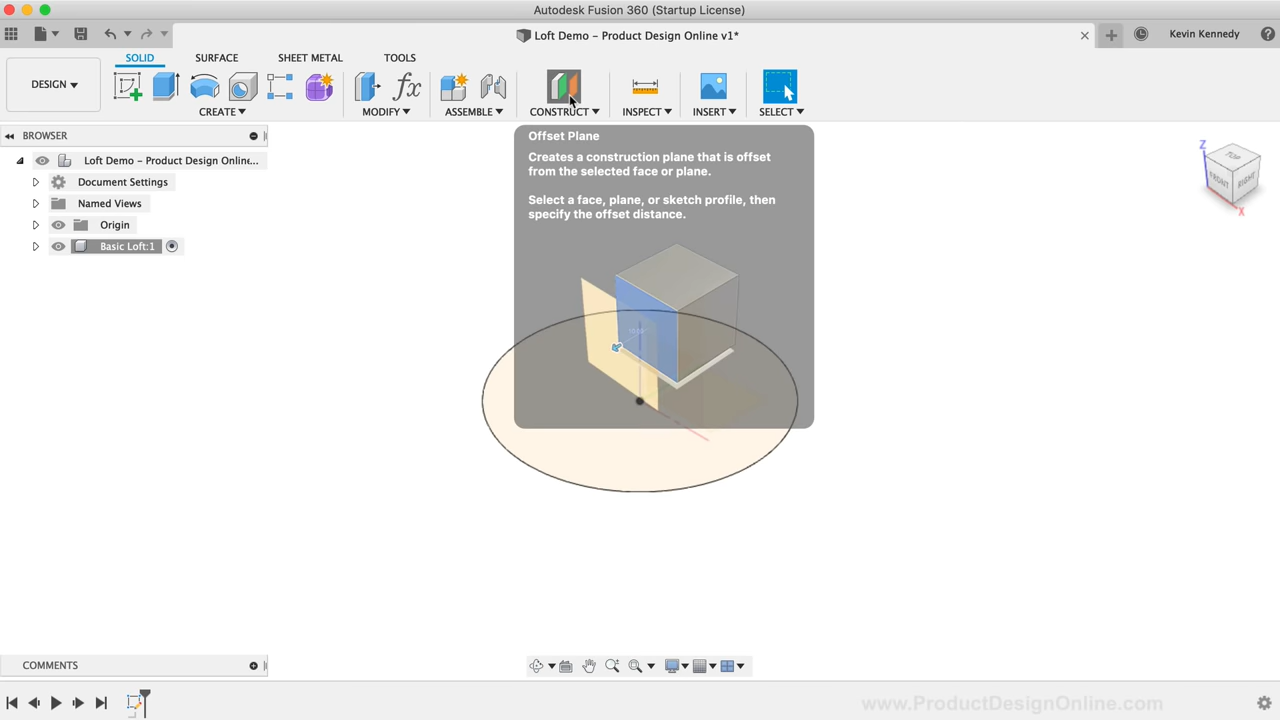 Autodesk Fusion 360 (Startup License)
Loft Demo – Product Design Online v1*
Kevin Kennedy
DESIGN
SOLID
SURFACE
SHEET METAL
TOOLS
CREATE
MODIFY
ASSEMBLE
CONSTRUCT
INSPECT
INSERT
SELECT
fx
BROWSER
Loft Demo – Product Design Onlin...
Document Settings
Named Views
Origin
Basic Loft:1
Offset Plane
Creates a construction plane that is offset
from the selected face or plane.
Select a face, plane, or sketch profile, then
specify the offset distance.
Z
TOP
FRONT
RIGHT
X
COMMENTS
www.ProductDesignOnline.com